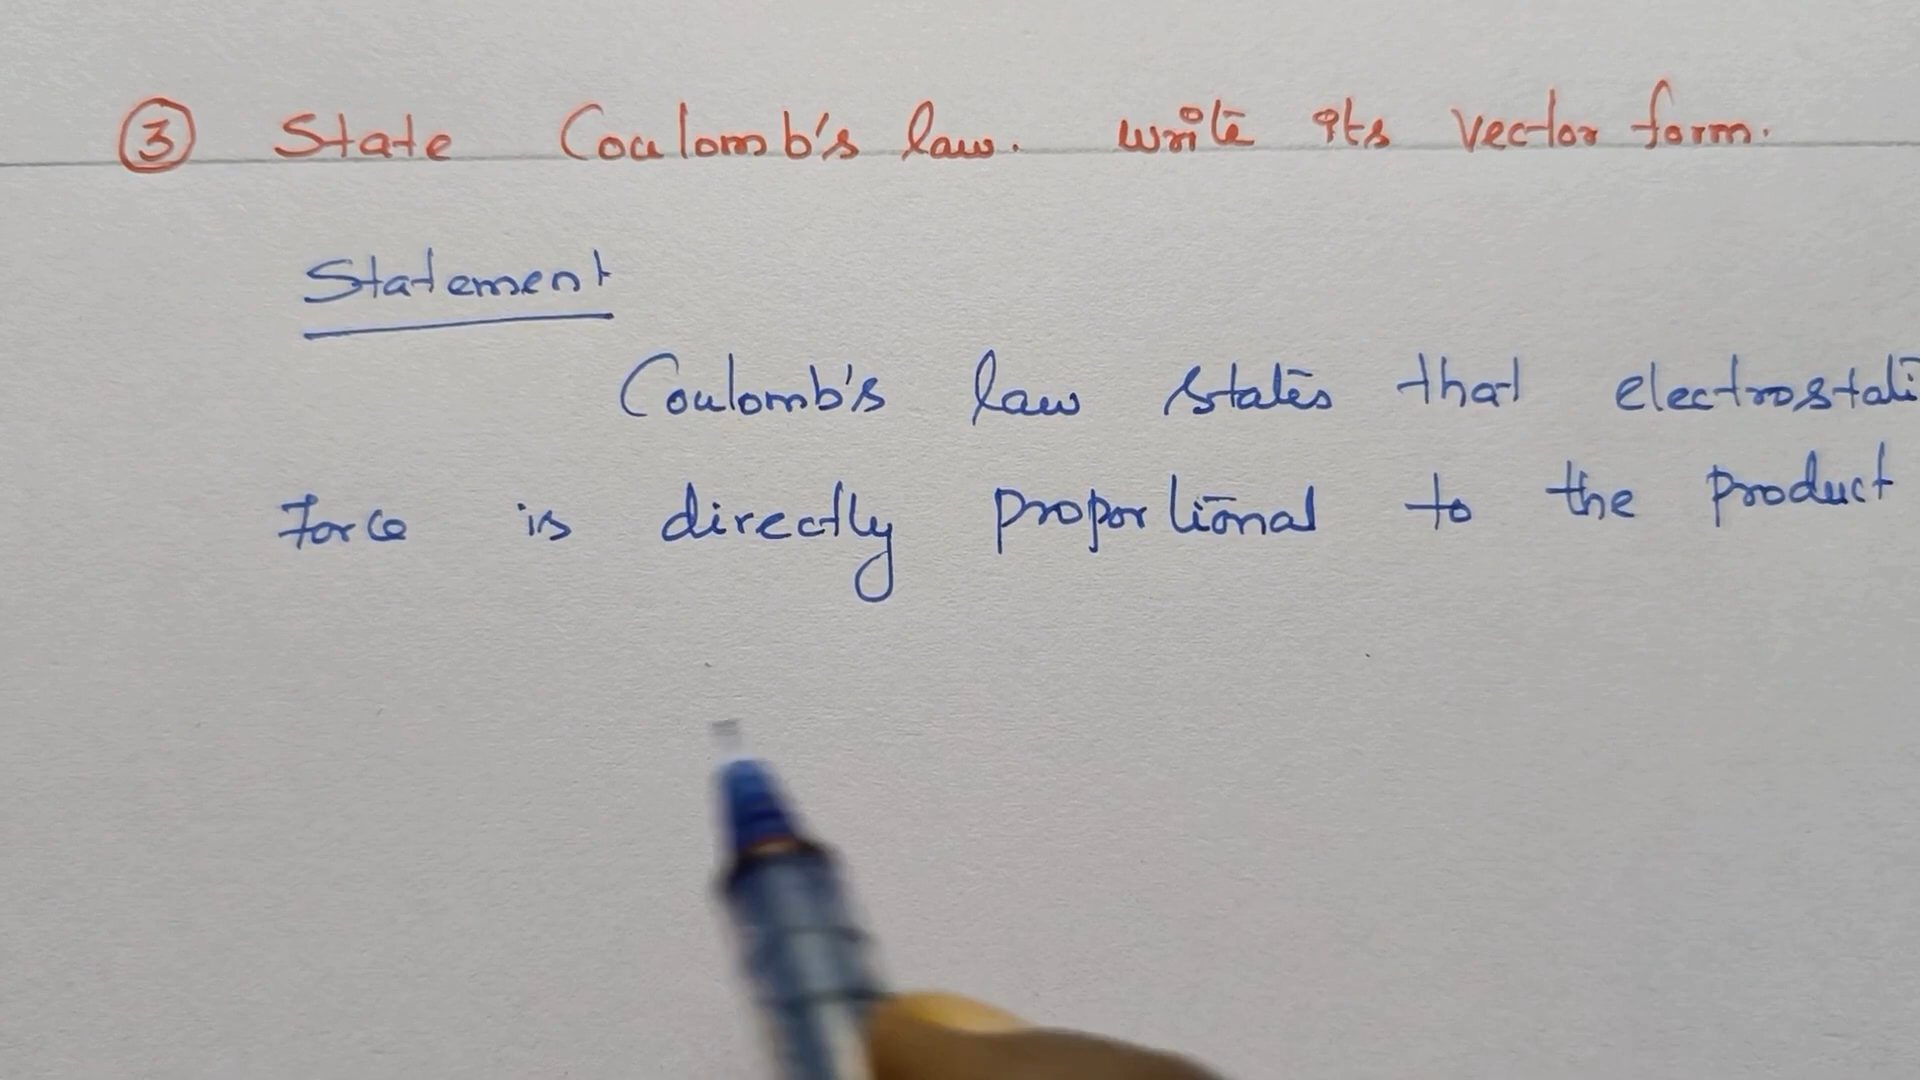 ③ State Coulomb's law. write its vector form.
Statement
Coulomb's law states that electrostati
Force is directly proportional to the product